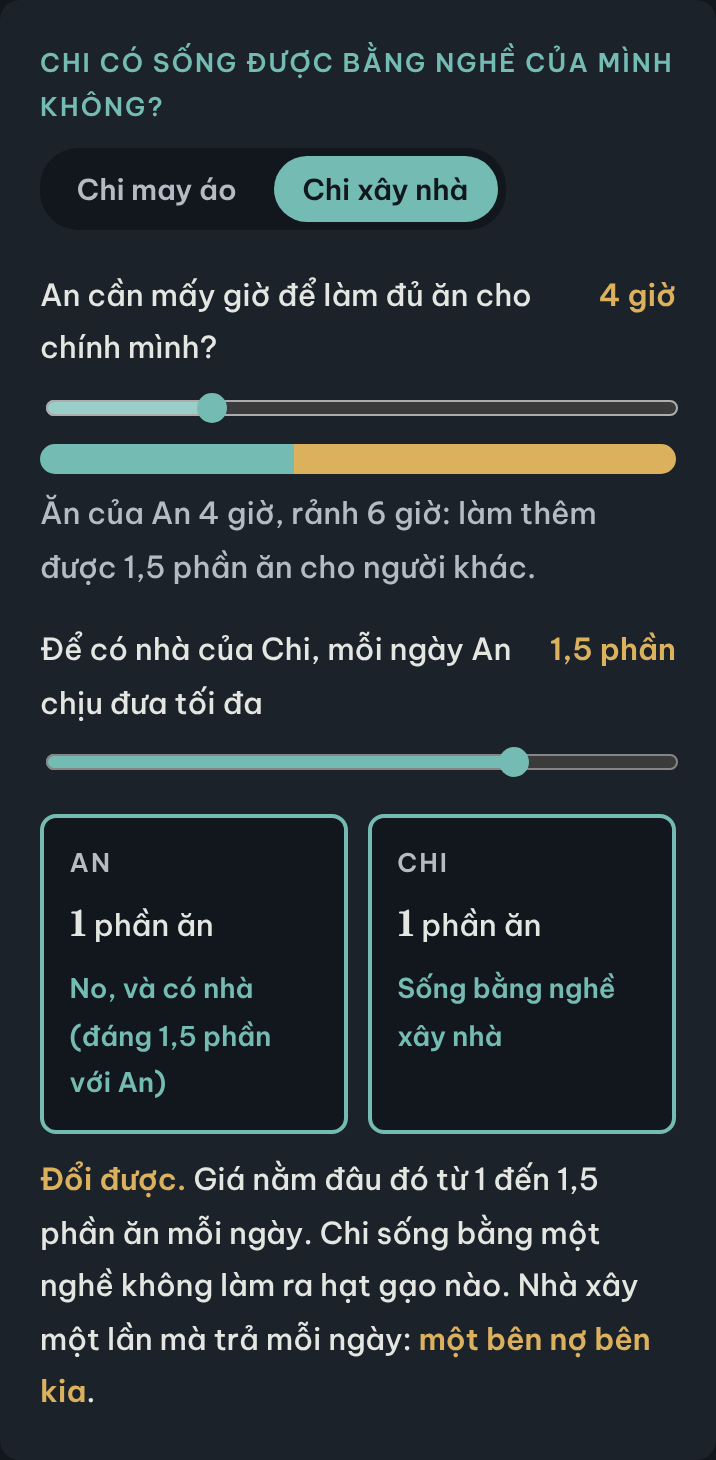 CHI CÓ SỐNG ĐƯỢC BẰNG NGHỀ CỦA MÌNH
KHÔNG?
Chi may áo
Chi xây nhà
An cần mấy giờ để làm đủ ăn cho
chính mình?
4 giờ
Ăn của An 4 giờ, rảnh 6 giờ: làm thêm
được 1,5 phần ăn cho người khác.
Để có nhà của Chi, mỗi ngày An
chịu đưa tối đa
1,5 phần
AN
1 phần ăn
No, và có nhà
(đáng 1,5 phần
với An)
CHI
1 phần ăn
Sống bằng nghề
xây nhà
Đổi được. Giá nằm đâu đó từ 1 đến 1,5
phần ăn mỗi ngày. Chi sống bằng một
nghề không làm ra hạt gạo nào. Nhà xây
một lần mà trả mỗi ngày: một bên nợ bên
kia.